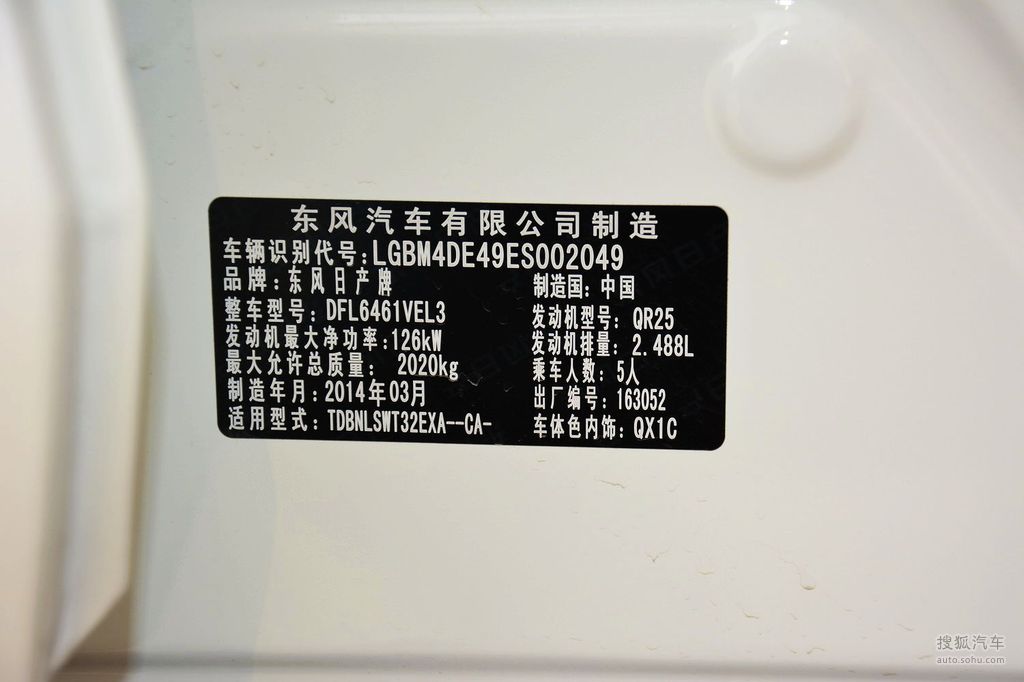 东风汽车有限公司制造
车辆识别代号:LGBM4DE49ES002049
品牌:东风日产牌 制造国:中国
整车型号:DFL6461VEL3 发动机型号:QR25
发动机最大净功率:126kW 发动机排量:2.488L
最大允许总质量: 2020kg 乘车人数:5人
制造年月:2014年03月 出厂编号:163052
适用型式:TDBNLSWT32EXA--CA- 车体色内饰:QX1C
搜狐汽车
auto.sohu.com